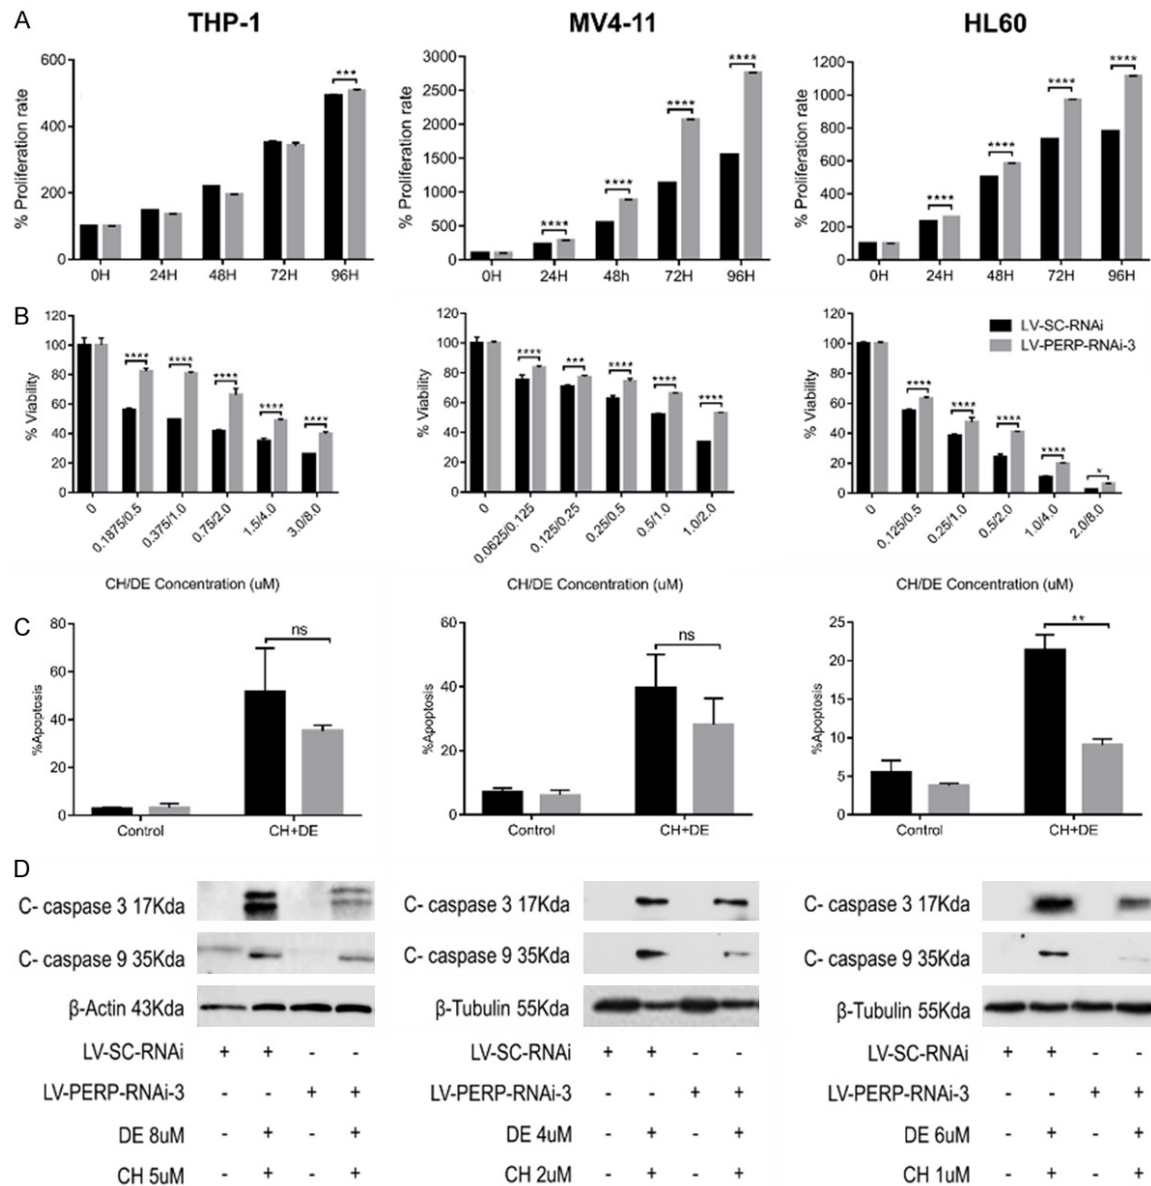 A
THP-1
MV4-11
HL60
% Proliferation rate
600
400
200
0
***
0H 24H 48H 72H 96H
% Proliferation rate
3000
2500
2000
1500
1000
500
0
**** **** **** ****
0H 24H 48h 72H 96H
% Proliferation rate
1200
1000
800
600
400
200
0
**** **** **** ****
0H 24H 48H 72H 96H
B
% Viability
120
100
80
60
40
20
0
**** **** **** **** ****
0 0.1875/0.5 0.375/1.0 0.75/2.0 1.5/4.0 3.0/8.0
CH/DE Concentration (uM)
% Viability
120
100
80
60
40
20
0
**** *** **** **** ****
0 0.0625/0.125 0.125/0.25 0.25/0.5 0.5/1.0 1.0/2.0
CH/DE Concentration (uM)
% Viability
120
100
80
60
40
20
0
LV-SC-RNAi
LV-PERP-RNAi-3
**** **** **** **** *
0 0.125/0.5 0.25/1.0 0.5/2.0 1.0/4.0 2.0/8.0
CH/DE Concentration (uM)
C
%Apoptosis
80
60
40
20
0
ns
Control CH+DE
%Apoptosis
60
40
20
0
ns
Control CH+DE
%Apoptosis
25
20
15
10
5
0
**
Control CH+DE
D
C- caspase 3 17Kda
C- caspase 9 35Kda
β-Actin 43Kda
LV-SC-RNAi + + - -
LV-PERP-RNAi-3 - - + +
DE 8uM - + - +
CH 5uM - + - +
C- caspase 3 17Kda
C- caspase 9 35Kda
β-Tubulin 55Kda
LV-SC-RNAi + + - -
LV-PERP-RNAi-3 - - + +
DE 4uM - + - +
CH 2uM - + - +
C- caspase 3 17Kda
C- caspase 9 35Kda
β-Tubulin 55Kda
LV-SC-RNAi + + - -
LV-PERP-RNAi-3 - - + +
DE 6uM - + - +
CH 1uM - + - +